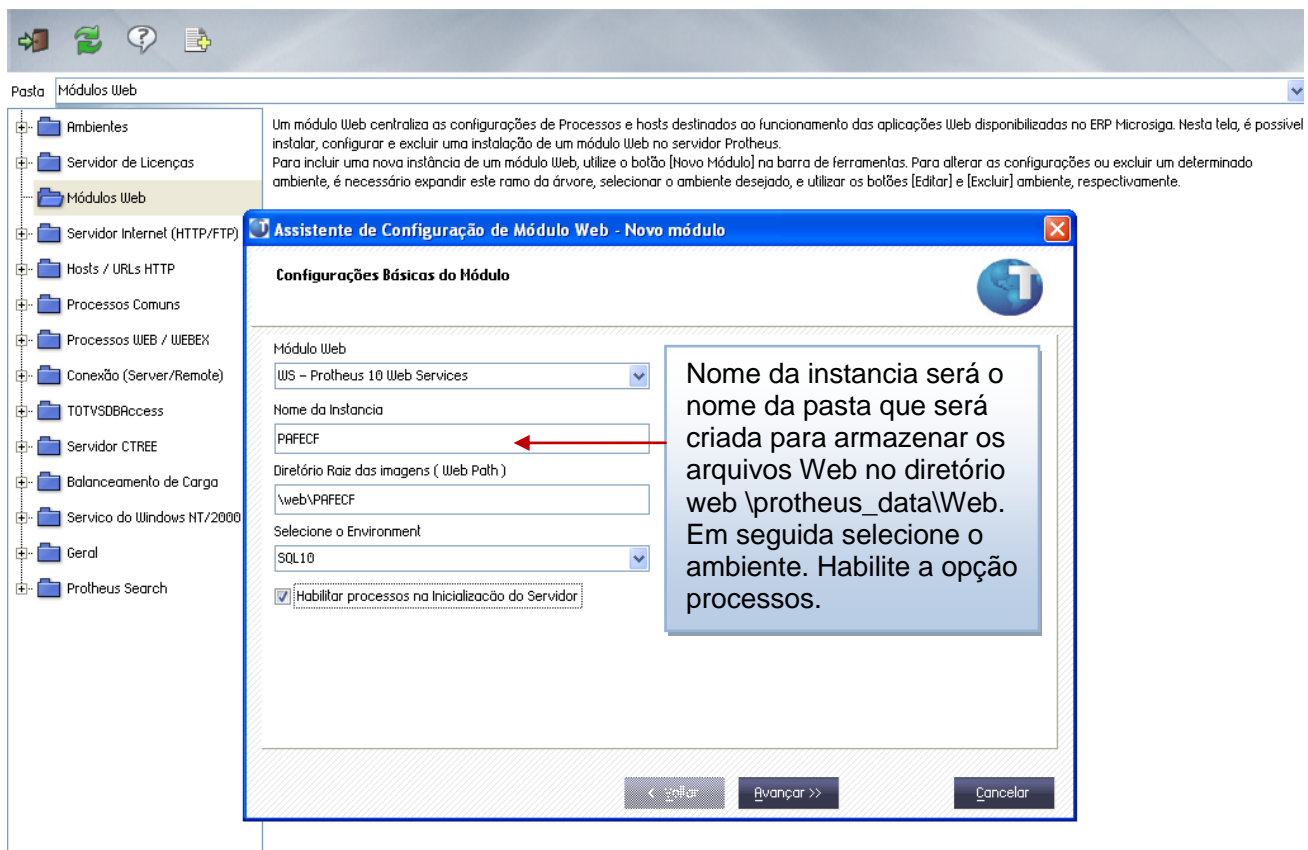 Pasta Módulos Web
Ambientes
Servidor de Licenças
Módulos Web
Servidor Internet (HTTP/FTP)
Hosts / URLs HTTP
Processos Comuns
Processos WEB / WEBEX
Conexão (Server/Remote)
TOTVSDBAccess
Servidor CTREE
Balanceamento de Carga
Servico do Windows NT/2000
Geral
Protheus Search
Um módulo Web centraliza as configurações de Processos e hosts destinados ao funcionamento das aplicações Web disponibilizadas no ERP Microsiga. Nesta tela, é possível
instalar, configurar e excluir uma instalação de um módulo Web no servidor Protheus.
Para incluir uma nova instância de um módulo Web, utilize o botão [Novo Módulo] na barra de ferramentas. Para alterar as configurações ou excluir um determinado
ambiente, é necessário expandir este ramo da árvore, selecionar o ambiente desejado, e utilizar os botões [Editar] e [Excluir] ambiente, respectivamente.
Assistente de Configuração de Módulo Web - Novo módulo
Configurações Básicas do Módulo
Módulo Web
WS - Protheus 10 Web Services
Nome da Instancia
PAFECF
Diretório Raiz das imagens ( Web Path )
\web\PAFECF
Selecione o Environment
SQL10
Habilitar processos na Inicialização do Servidor
Nome da instancia será o
nome da pasta que será
criada para armazenar os
arquivos Web no diretório
web \protheus_data\Web.
Em seguida selecione o
ambiente. Habilite a opção
processos.
< Voltar
Avançar >>
Cancelar